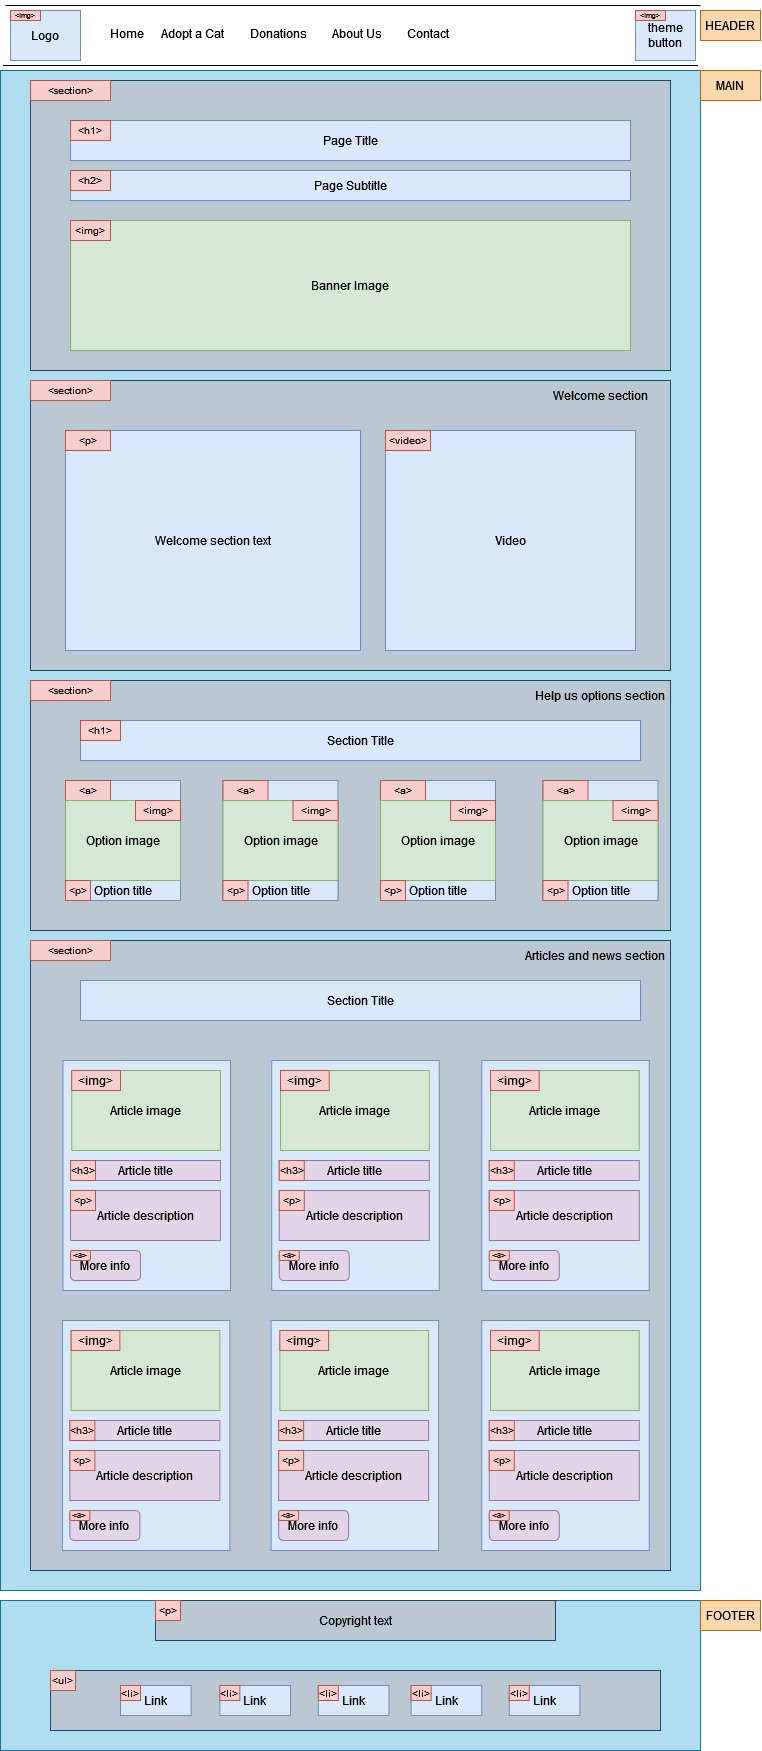 <img>
Logo
Home Adopt a Cat Donations About Us Contact
<img>
theme
button
HEADER
MAIN
<section>
<h1>
Page Title
<h2>
Page Subtitle
<img>
Banner Image
<section>
Welcome section
<p>
Welcome section text
<video>
Video
<section>
Help us options section
<h1>
Section Title
<a>
<img>
Option image
<p> Option title
<a>
<img>
Option image
<p> Option title
<a>
<img>
Option image
<p> Option title
<a>
<img>
Option image
<p> Option title
<section>
Articles and news section
Section Title
<img>
Article image
<h3> Article title
<p>
Article description
<a>
More info
<img>
Article image
<h3> Article title
<p>
Article description
<a>
More info
<img>
Article image
<h3> Article title
<p>
Article description
<a>
More info
<img>
Article image
<h3> Article title
<p>
Article description
<a>
More info
<img>
Article image
<h3> Article title
<p>
Article description
<a>
More info
<img>
Article image
<h3> Article title
<p>
Article description
<a>
More info
FOOTER
<p>
Copyright text
<ul>
<li> Link
<li> Link
<li> Link
<li> Link
<li> Link